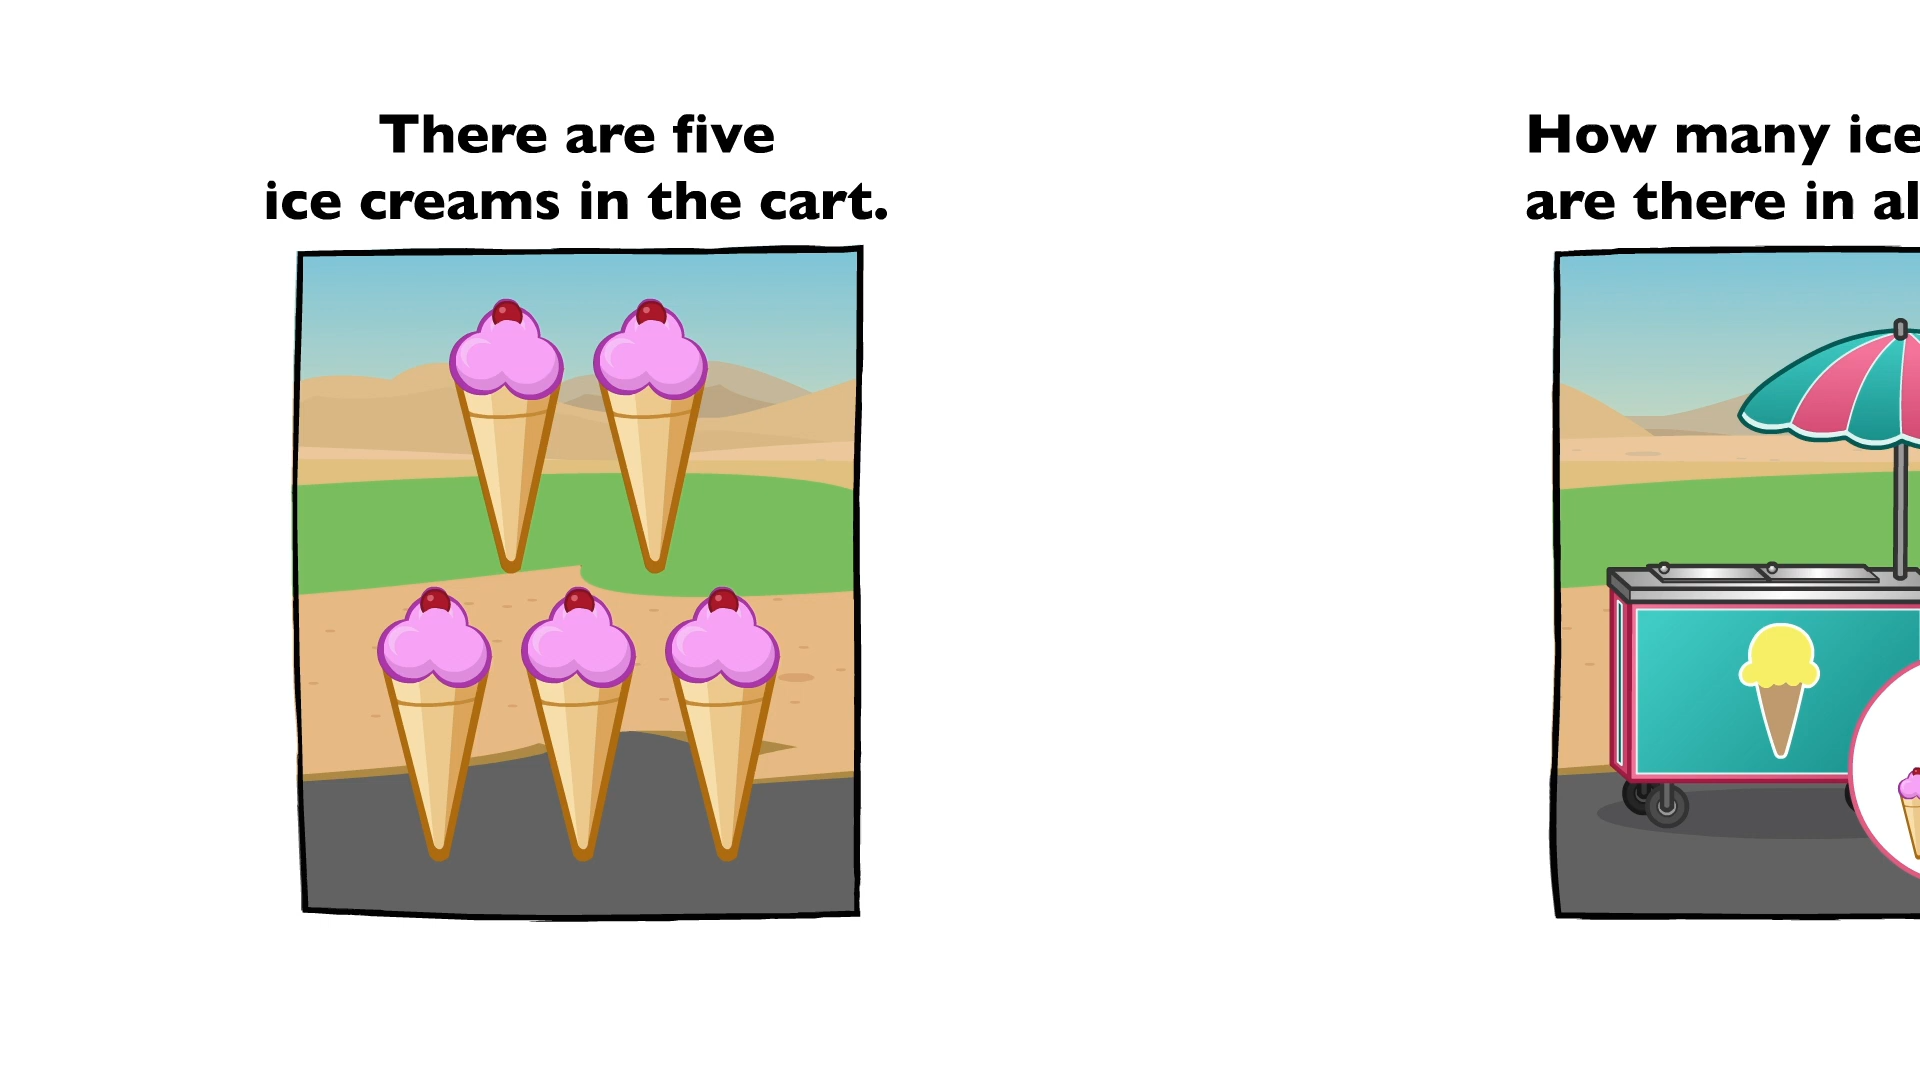 There are five
ice creams in the cart.
How many ice
are there in al